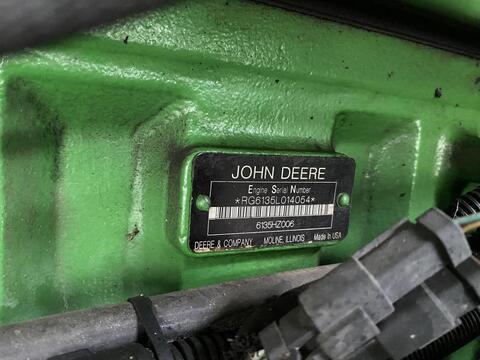 JOHN DEERE
Engine Serial Number
*RG6135L014054*
6135HZ006
DEERE & COMPANY MOLINE, ILLINOIS Made in USA